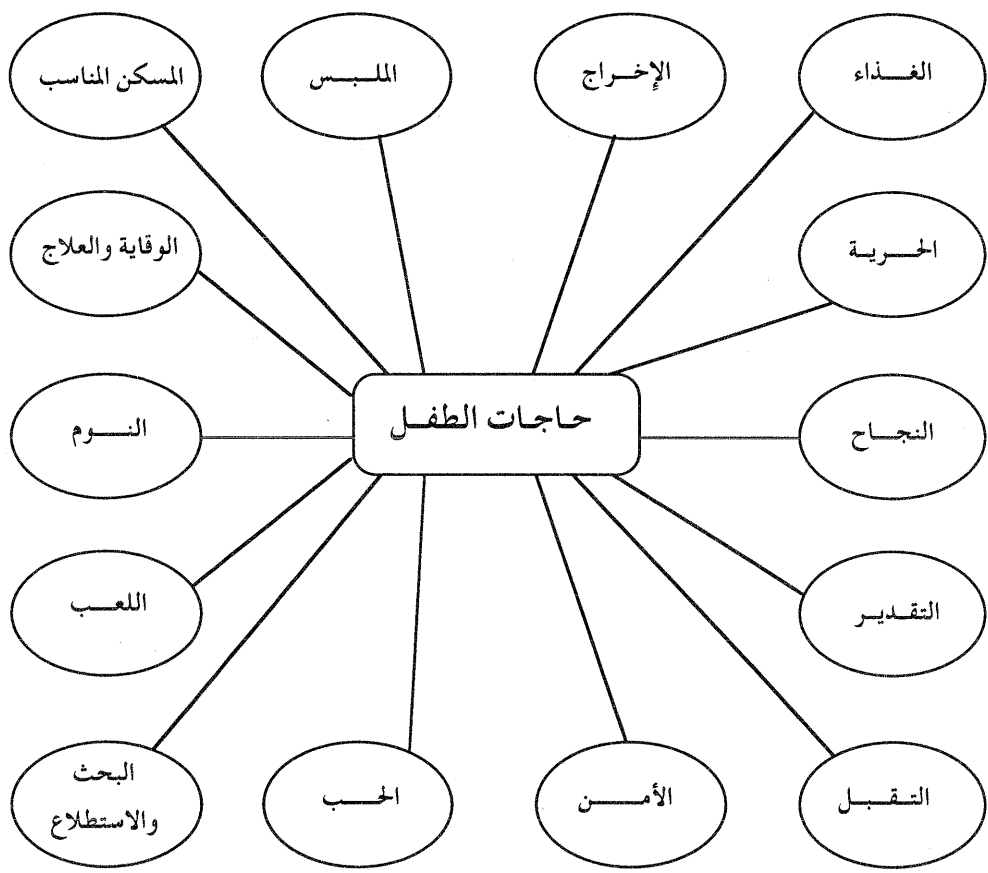 الغذاء
الإخراج
الملبس
المسكن المناسب
الحرية
الوقاية والعلاج
حاجات الطفل
النجاح
النوم
التقدير
اللعب
التقبل
الأمن
الحب
البحث
والاستطلاع